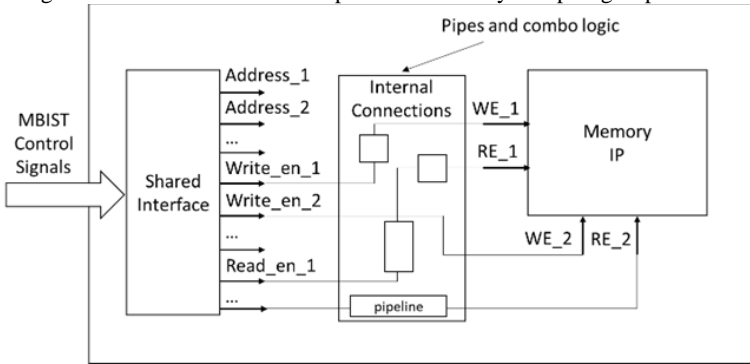 Pipes and combo logic
MBIST
Control
Signals
Shared
Interface
Address_1
Address_2
...
Write_en_1
Write_en_2
...
Read_en_1
...
Internal
Connections
pipeline
WE_1
RE_1
Memory
IP
WE_2 RE_2